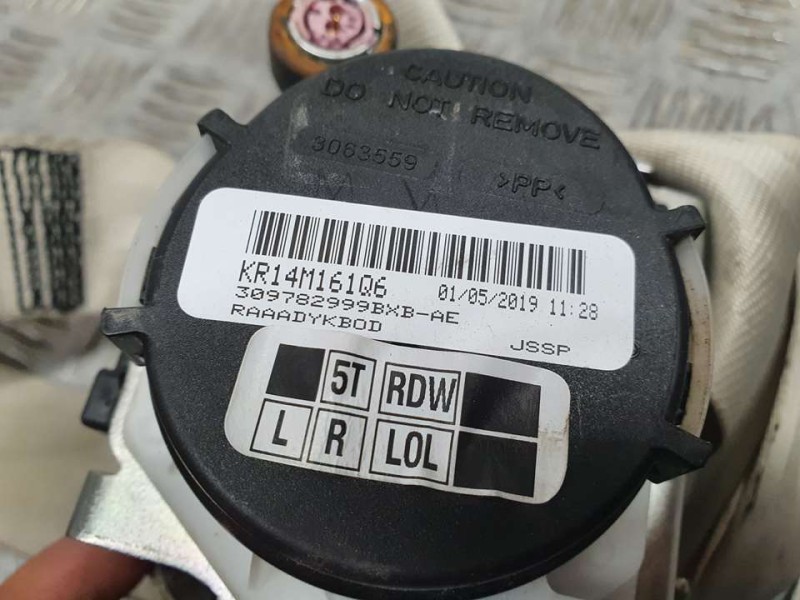 CAUTION
DO NOT REMOVE
3063559
>PP<
KR14M161Q6 01/05/2019 11:28
309782999BXB-AE
RAAADYKBOD
JSSP
5T RDW
L R LOL